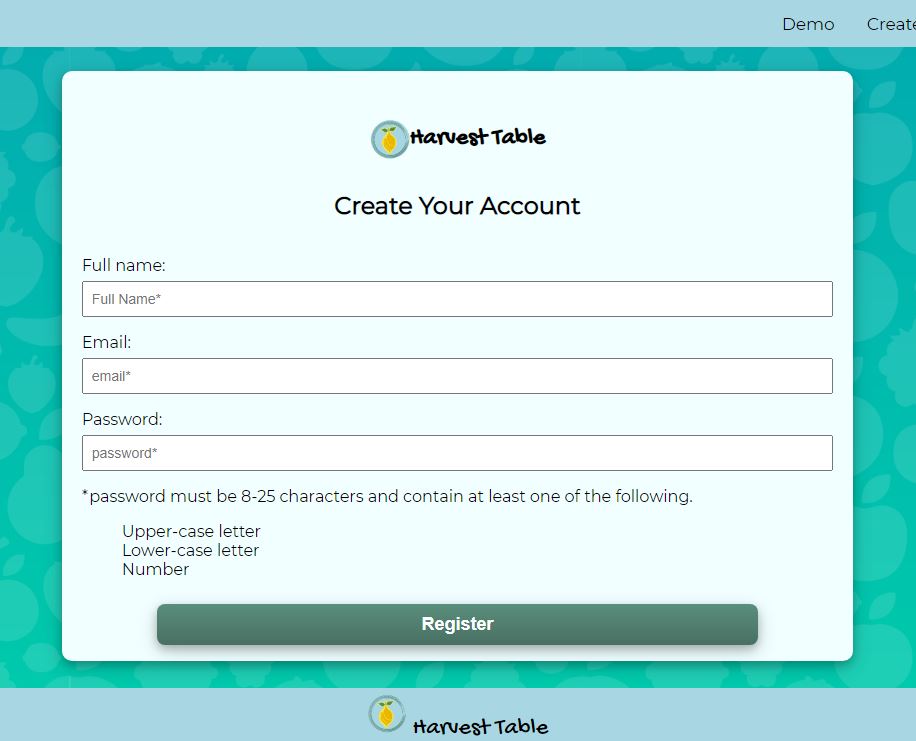 Demo Create
Harvest Table
Create Your Account
Full name:
Full Name*
Email:
email*
Password:
password*
*password must be 8-25 characters and contain at least one of the following.
Upper-case letter
Lower-case letter
Number
Register
Harvest Table